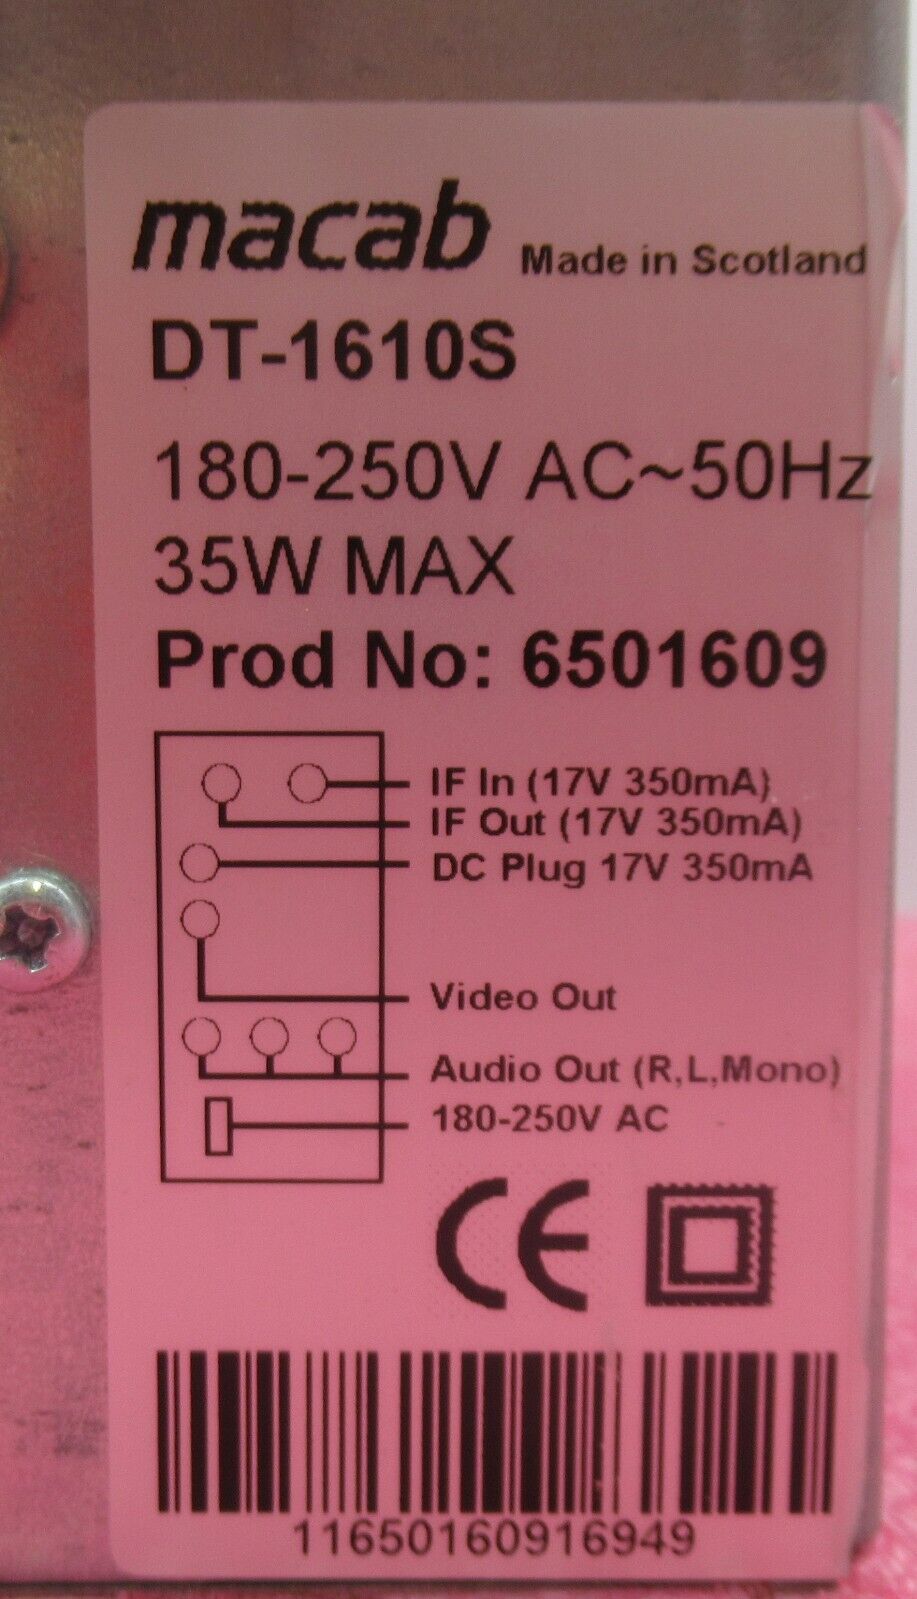 macab Made in Scotland
DT-1610S
180-250V AC~50Hz
35W MAX
Prod No: 6501609
IF In (17V 350mA)
IF Out (17V 350mA)
DC Plug 17V 350mA
Video Out
Audio Out (R,L,Mono)
180-250V AC
CE
11650160916949